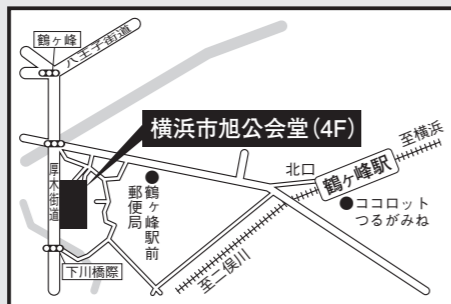 鶴ヶ峰
八王子街道
横浜市旭公会堂(4F)
至横浜
北口
鶴ヶ峰駅
ココロット
つるがみね
鶴ヶ峰駅前
郵便局
厚木街道
至二俣川
下川橋際